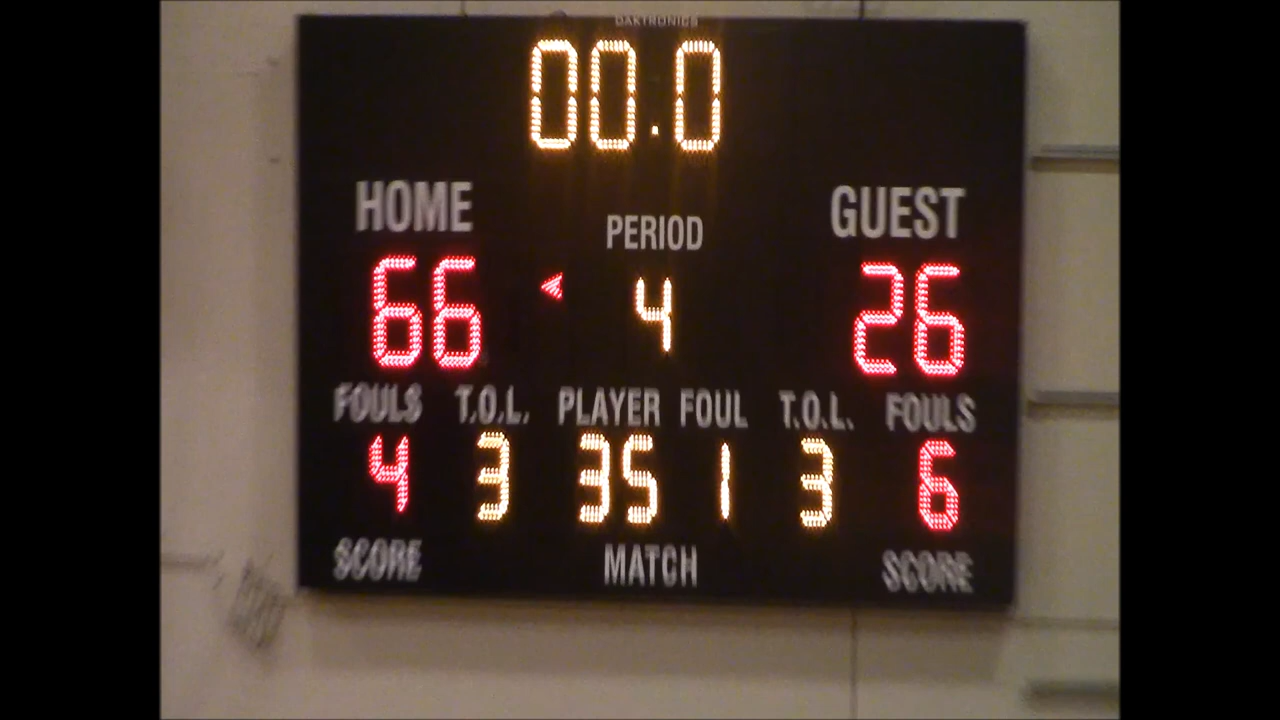 DAKTRONICS
00.0
HOME PERIOD GUEST
66 4 26
FOULS T.O.L. PLAYER FOUL T.O.L. FOULS
4 3 35 1 3 6
SCORE MATCH SCORE